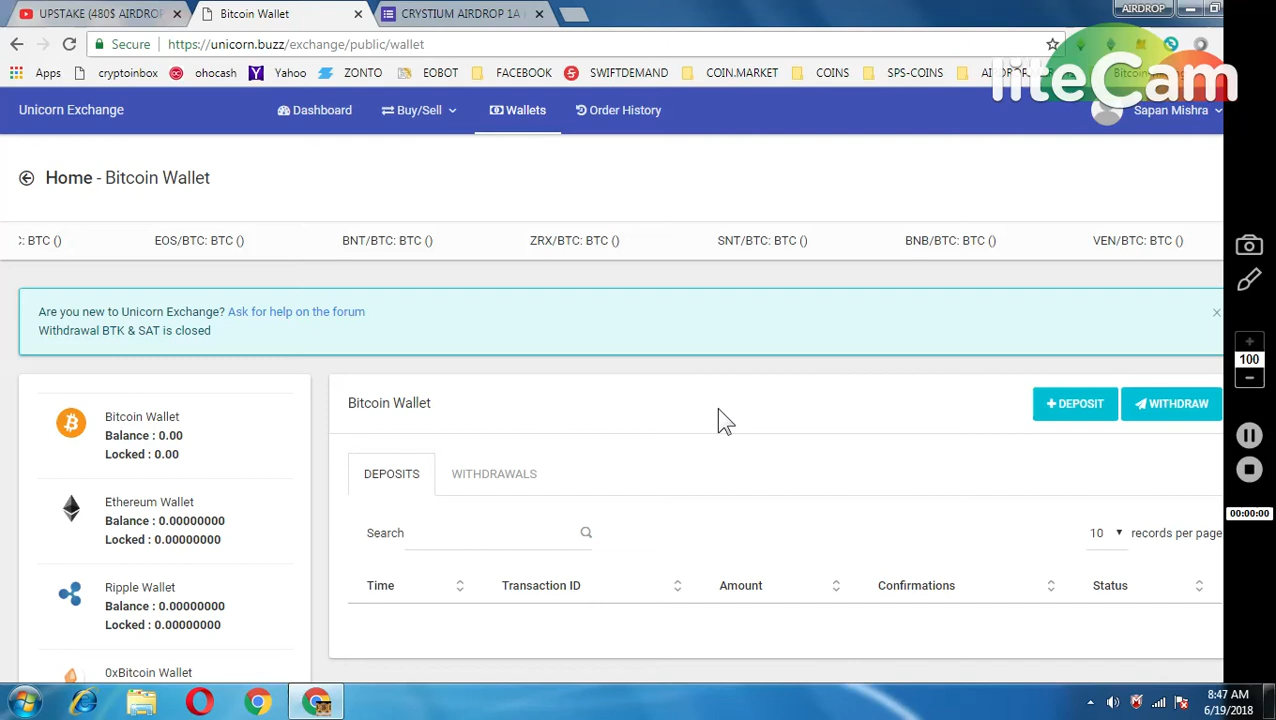 UPSTAKE (480$ AIRDROP
Bitcoin Wallet
CRYSTIUM AIRDROP 1A
AIRDROP
Secure
https://unicorn.buzz/exchange/public/wallet
Apps
cryptoinbox
ohocash
Yahoo
ZONTO
EOBOT
FACEBOOK
SWIFTDEMAND
COIN.MARKET
COINS
SPS-COINS
liteCam
Unicorn Exchange
Dashboard
Buy/Sell
Wallets
Order History
Sapan Mishra
Home - Bitcoin Wallet
C: BTC ()
EOS/BTC: BTC ()
BNT/BTC: BTC ()
ZRX/BTC: BTC ()
SNT/BTC: BTC ()
BNB/BTC: BTC ()
VEN/BTC: BTC ()
Are you new to Unicorn Exchange? Ask for help on the forum
Withdrawal BTK & SAT is closed
Bitcoin Wallet
Balance : 0.00
Locked : 0.00
Ethereum Wallet
Balance : 0.00000000
Locked : 0.00000000
Ripple Wallet
Balance : 0.00000000
Locked : 0.00000000
0xBitcoin Wallet
Bitcoin Wallet
DEPOSIT
WITHDRAW
DEPOSITS
WITHDRAWALS
Search
10
records per page
Time
Transaction ID
Amount
Confirmations
Status
100
00:00:00
8:47 AM
6/19/2018